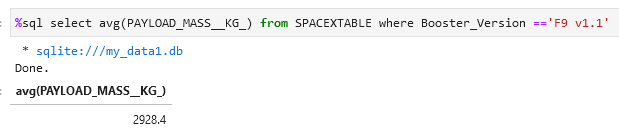 %sql select avg(PAYLOAD_MASS__KG_) from SPACEXTABLE where Booster_Version =='F9 v1.1'
* sqlite:///my_data1.db
Done.
avg(PAYLOAD_MASS__KG_)
2928.4